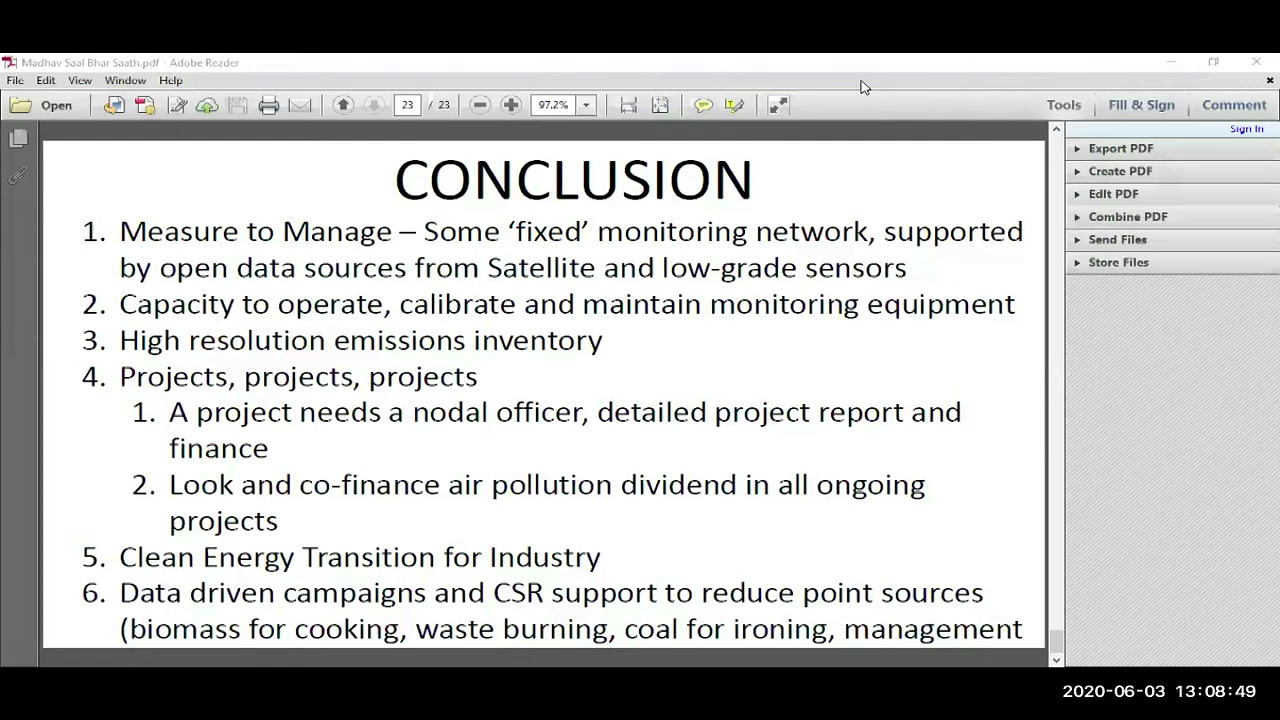 Madhav Saal Bhar Saath.pdf - Adobe Reader
File Edit View Window Help
Open 23 / 23 97.2% Tools Fill & Sign Comment
Sign In
Export PDF
Create PDF
Edit PDF
Combine PDF
Send Files
Store Files
CONCLUSION
1. Measure to Manage – Some ‘fixed’ monitoring network, supported
by open data sources from Satellite and low-grade sensors
2. Capacity to operate, calibrate and maintain monitoring equipment
3. High resolution emissions inventory
4. Projects, projects, projects
1. A project needs a nodal officer, detailed project report and
finance
2. Look and co-finance air pollution dividend in all ongoing
projects
5. Clean Energy Transition for Industry
6. Data driven campaigns and CSR support to reduce point sources
(biomass for cooking, waste burning, coal for ironing, management
2020-06-03 13:08:49